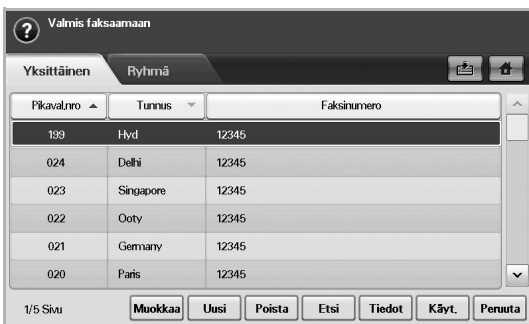 Valmis faksaamaan
Yksittäinen Ryhmä
Pikaval.nro Tunnus Faksinumero
199 Hyd 12345
024 Delhi 12345
023 Singapore 12345
022 Ooty 12345
021 Germany 12345
020 Paris 12345
1/5 Sivu Muokkaa Uusi Poista Etsi Tiedot Käyt. Peruuta